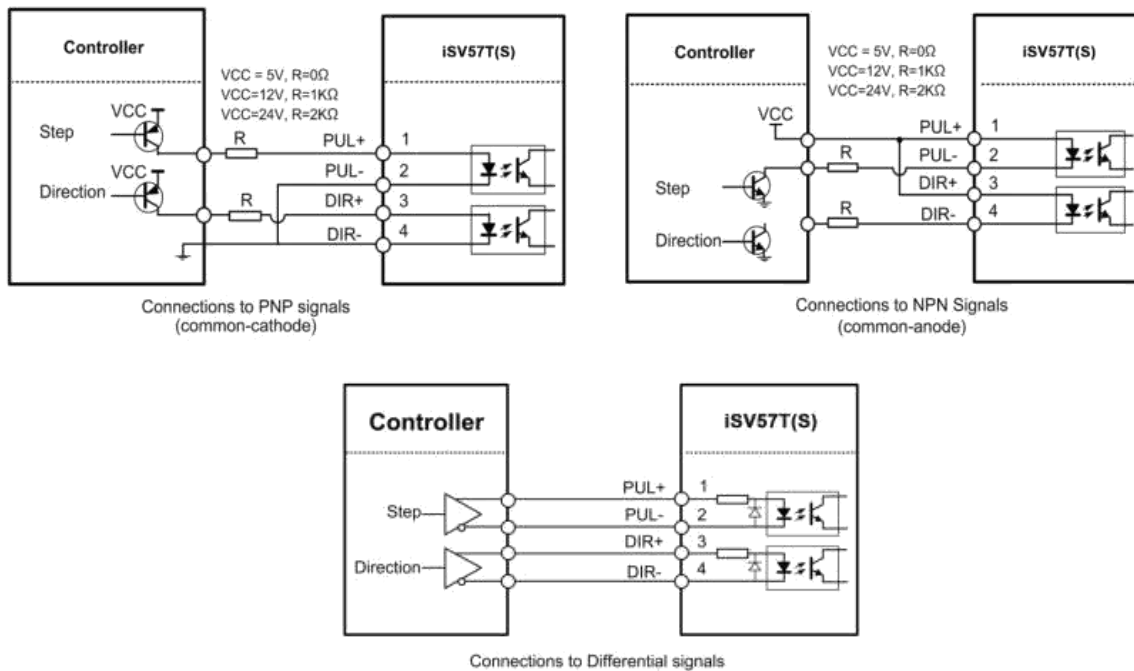 Controller
iSV57T(S)
VCC = 5V, R=0Ω
VCC=12V, R=1KΩ
VCC=24V, R=2KΩ
VCC
Step
R
PUL+
1
VCC
PUL-
2
Direction
R
DIR+
3
DIR-
4
Connections to PNP signals
(common-cathode)
Controller
iSV57T(S)
VCC = 5V, R=0Ω
VCC=12V, R=1KΩ
VCC=24V, R=2KΩ
VCC
PUL+
1
R
PUL-
2
Step
DIR+
3
R
DIR-
4
Direction
Connections to NPN Signals
(common-anode)
Controller
iSV57T(S)
PUL+
1
Step
PUL-
2
DIR+
3
Direction
DIR-
4
Connections to Differential signals